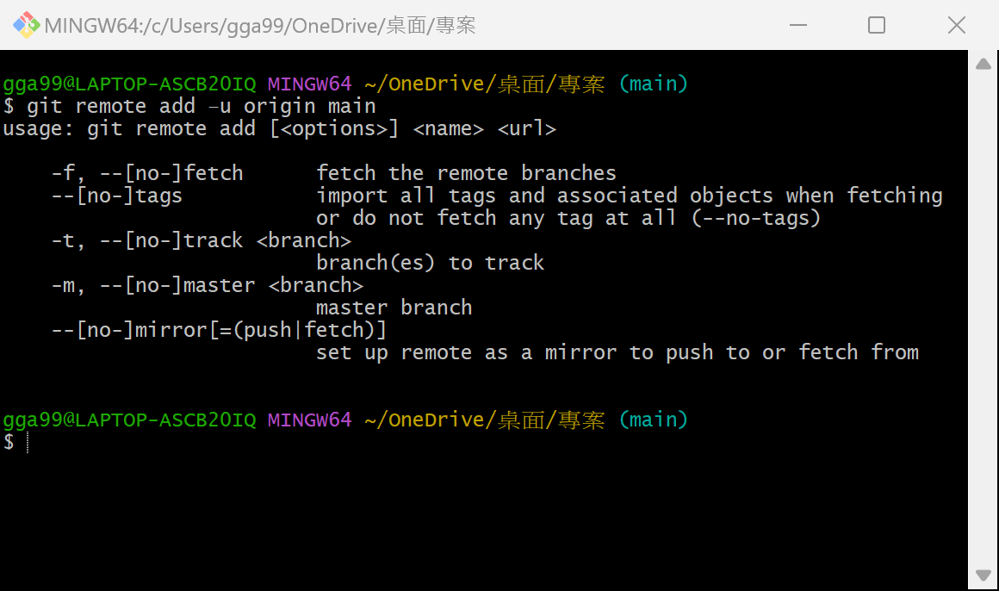 MINGW64:/c/Users/gga99/OneDrive/桌面/專案
gga99@LAPTOP-ASCB20IQ MINGW64 ~/OneDrive/桌面/專案 (main)
$ git remote add –u origin main
usage: git remote add [<options>] <name> <url>
    -f, --[no-]fetch      fetch the remote branches
    --[no-]tags           import all tags and associated objects when fetching
                          or do not fetch any tag at all (--no-tags)
    -t, --[no-]track <branch>
                          branch(es) to track
    -m, --[no-]master <branch>
                          master branch
    --[no-]mirror[=(push|fetch)]
                          set up remote as a mirror to push to or fetch from
gga99@LAPTOP-ASCB20IQ MINGW64 ~/OneDrive/桌面/專案 (main)
$